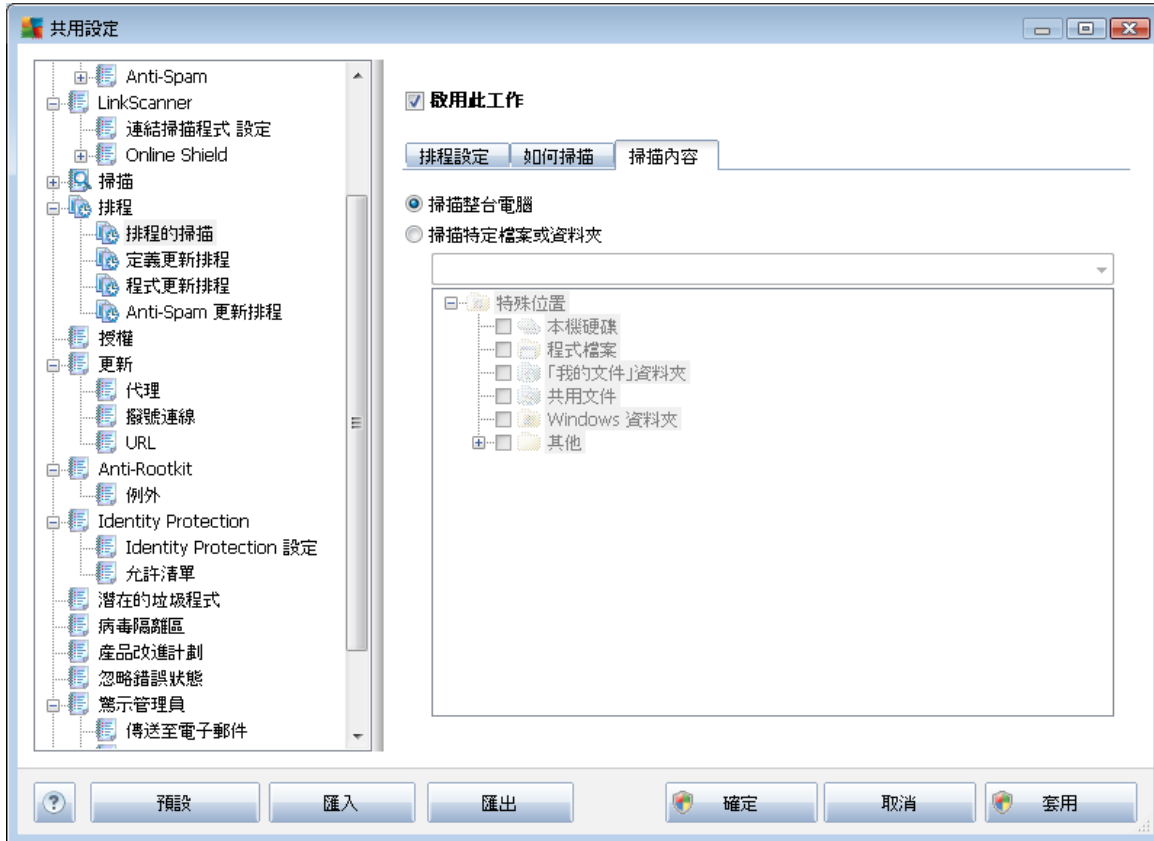 共用設定
Anti-Spam
LinkScanner
連結掃描程式 設定
Online Shield
掃描
排程
排程的掃描
定義更新排程
程式更新排程
Anti-Spam 更新排程
授權
更新
代理
撥號連線
URL
Anti-Rootkit
例外
Identity Protection
Identity Protection 設定
允許清單
潛在的垃圾程式
病毒隔離區
產品改進計劃
忽略錯誤狀態
警示管理員
傳送至電子郵件
啟用此工作
排程設定 如何掃描 掃描內容
掃描整台電腦
掃描特定檔案或資料夾
特殊位置
本機硬碟
程式檔案
「我的文件」資料夾
共用文件
Windows 資料夾
其他
? 預設 匯入 匯出 確定 取消 套用